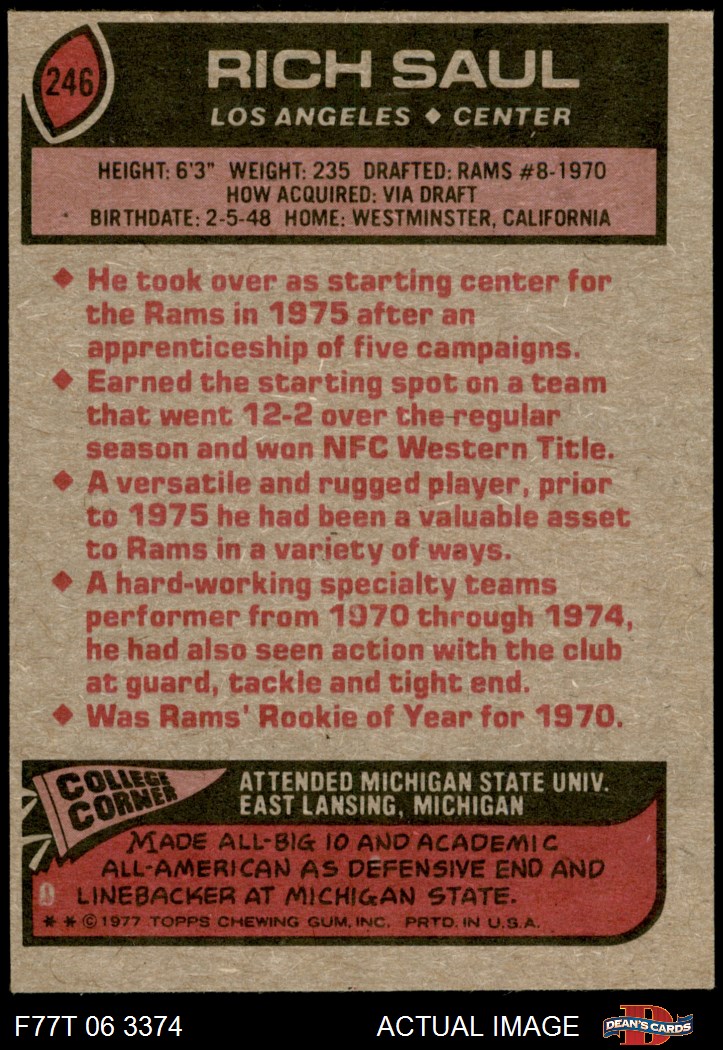 246
RICH SAUL
LOS ANGELES ◆ CENTER
HEIGHT: 6'3" WEIGHT: 235 DRAFTED: RAMS #8-1970
HOW ACQUIRED: VIA DRAFT
BIRTHDATE: 2-5-48 HOME: WESTMINSTER, CALIFORNIA
◆ He took over as starting center for
the Rams in 1975 after an
apprenticeship of five campaigns.
◆ Earned the starting spot on a team
that went 12-2 over the regular
season and won NFC Western Title.
◆ A versatile and rugged player, prior
to 1975 he had been a valuable asset
to Rams in a variety of ways.
◆ A hard-working specialty teams
performer from 1970 through 1974,
he had also seen action with the club
at guard, tackle and tight end.
◆ Was Rams' Rookie of Year for 1970.
COLLEGE
CORNER
ATTENDED MICHIGAN STATE UNIV.
EAST LANSING, MICHIGAN
MADE ALL-BIG 10 AND ACADEMIC
ALL-AMERICAN AS DEFENSIVE END AND
LINEBACKER AT MICHIGAN STATE.
* * © 1977 TOPPS CHEWING GUM, INC. PRTD. IN U.S.A.
F77T 06 3374
ACTUAL IMAGE
D
DEAN'S CARDS